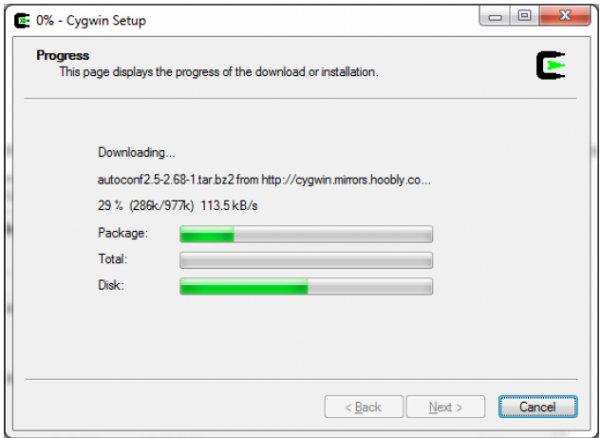 0% - Cygwin Setup
Progress
This page displays the progress of the download or installation.
Downloading...
autoconf2.5-2.68-1.tar.bz2 from http://cygwin.mirrors.hoobly.co...
29 % (286k/977k) 113.5 kB/s
Package:
Total:
Disk:
< Back Next > Cancel